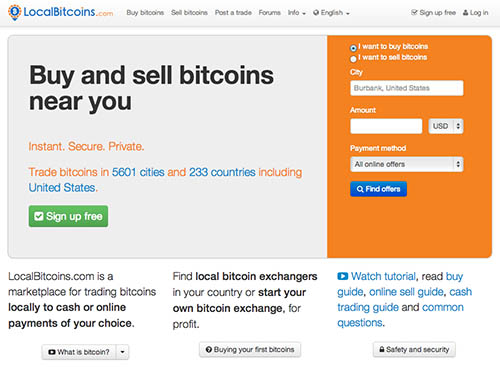 LocalBitcoins.com
Buy bitcoins Sell bitcoins Post a trade Forums Info English Sign up free Log in
Buy and sell bitcoins
near you
Instant. Secure. Private.
Trade bitcoins in 5601 cities and 233 countries including
United States.
Sign up free
I want to buy bitcoins
I want to sell bitcoins
City
Burbank, United States
Amount
USD
Payment method
All online offers
Find offers
LocalBitcoins.com is a
marketplace for trading bitcoins
locally to cash or online
payments of your choice.
What is bitcoin?
Find local bitcoin exchangers
in your country or start your
own bitcoin exchange, for
profit.
Buying your first bitcoins
Watch tutorial, read buy
guide, online sell guide, cash
trading guide and common
questions.
Safety and security